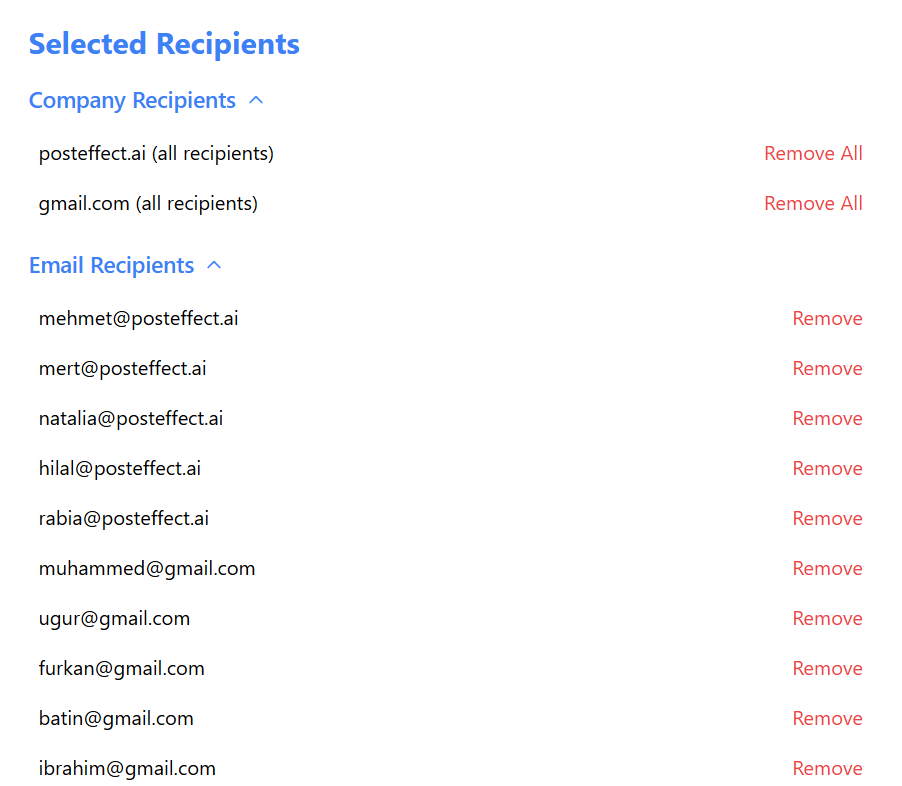 Selected Recipients
Company Recipients
posteffect.ai (all recipients) Remove All
gmail.com (all recipients) Remove All
Email Recipients
mehmet@posteffect.ai Remove
mert@posteffect.ai Remove
natalia@posteffect.ai Remove
hilal@posteffect.ai Remove
rabia@posteffect.ai Remove
muhammed@gmail.com Remove
ugur@gmail.com Remove
furkan@gmail.com Remove
batin@gmail.com Remove
ibrahim@gmail.com Remove